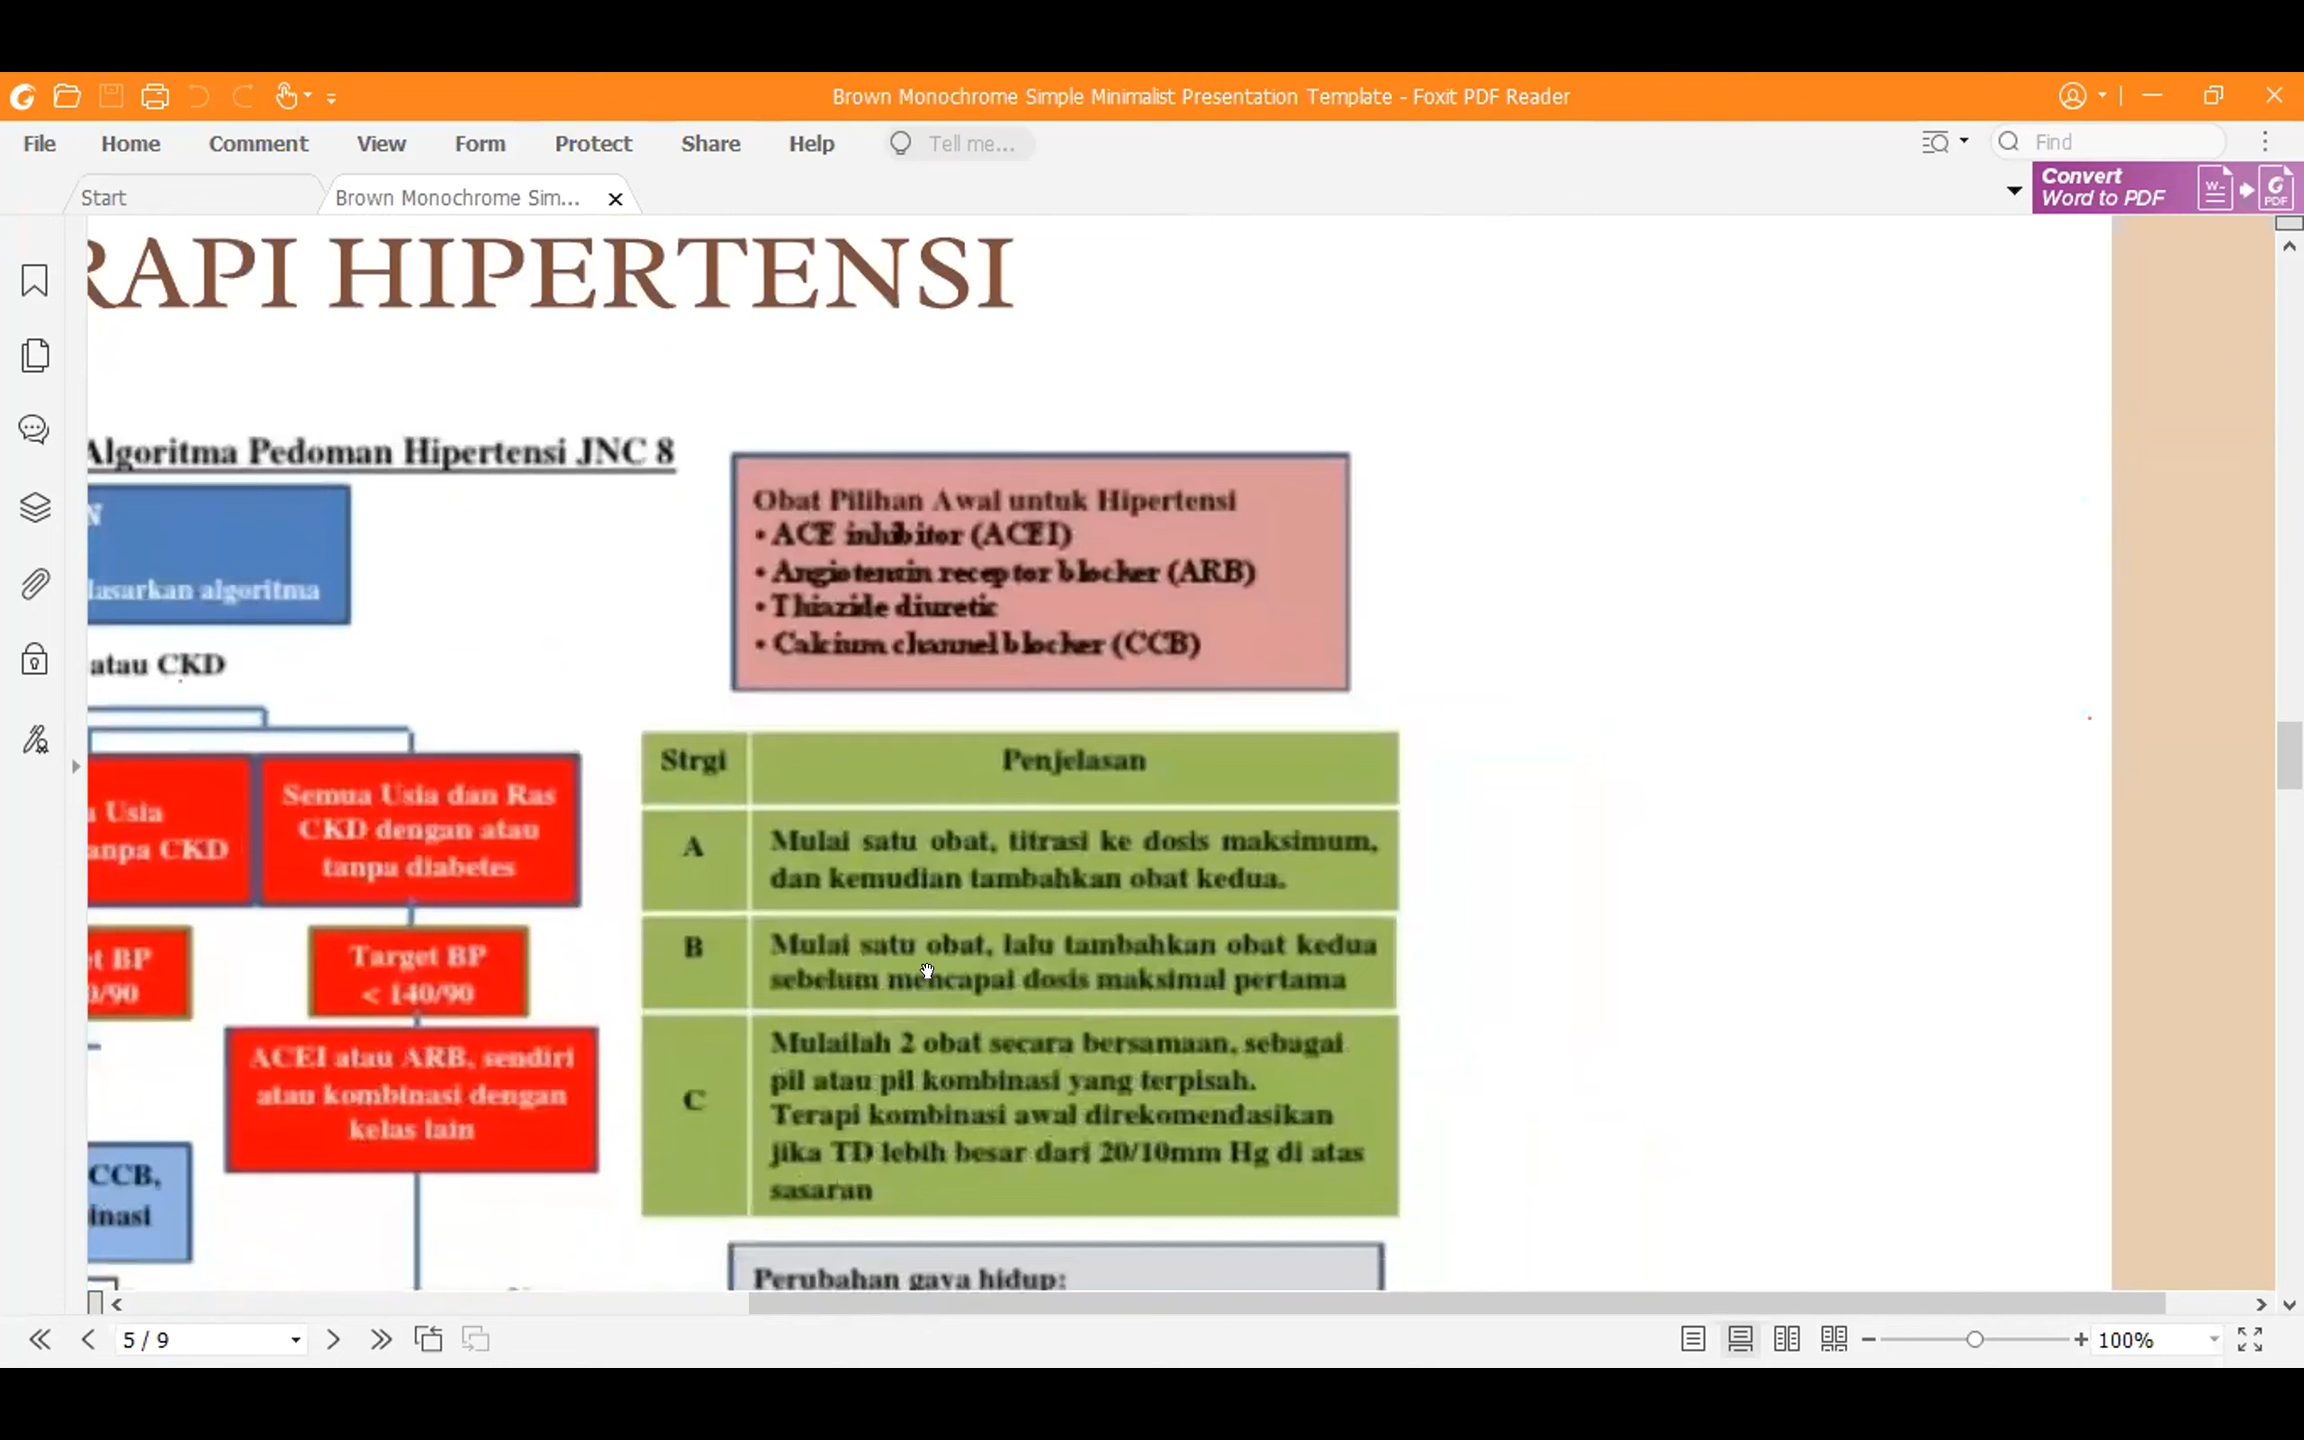 Brown Monochrome Simple Minimalist Presentation Template - Foxit PDF Reader
File Home Comment View Form Protect Share Help Tell me... Find
Start Brown Monochrome Sim... Convert
Word to PDF
RAPI HIPERTENSI
Algoritma Pedoman Hipertensi JNC 8
N
dasarkan algoritma
atau CKD
Usia
anpa CKD
Semua Usia dan Ras
CKD dengan atau
tanpa diabetes
t BP
0/90
Target BP
< 140/90
ACEI atau ARB, sendiri
atau kombinasi dengan
kelas lain
CCB,
inasi
Obat Pilihan Awal untuk Hipertensi
• ACE inhibitor (ACEI)
• Angiotensin receptor blocker (ARB)
• Thiazide diuretic
• Calcium channel blocker (CCB)
Strgi Penjelasan
A Mulai satu obat, titrasi ke dosis maksimum,
dan kemudian tambahkan obat kedua.
B Mulai satu obat, lalu tambahkan obat kedua
sebelum mencapai dosis maksimal pertama
C Mulailah 2 obat secara bersamaan, sebagai
pil atau pil kombinasi yang terpisah.
Terapi kombinasi awal direkomendasikan
jika TD lebih besar dari 20/10mm Hg di atas
sasaran
Perubahan gaya hidup:
5 / 9 100%